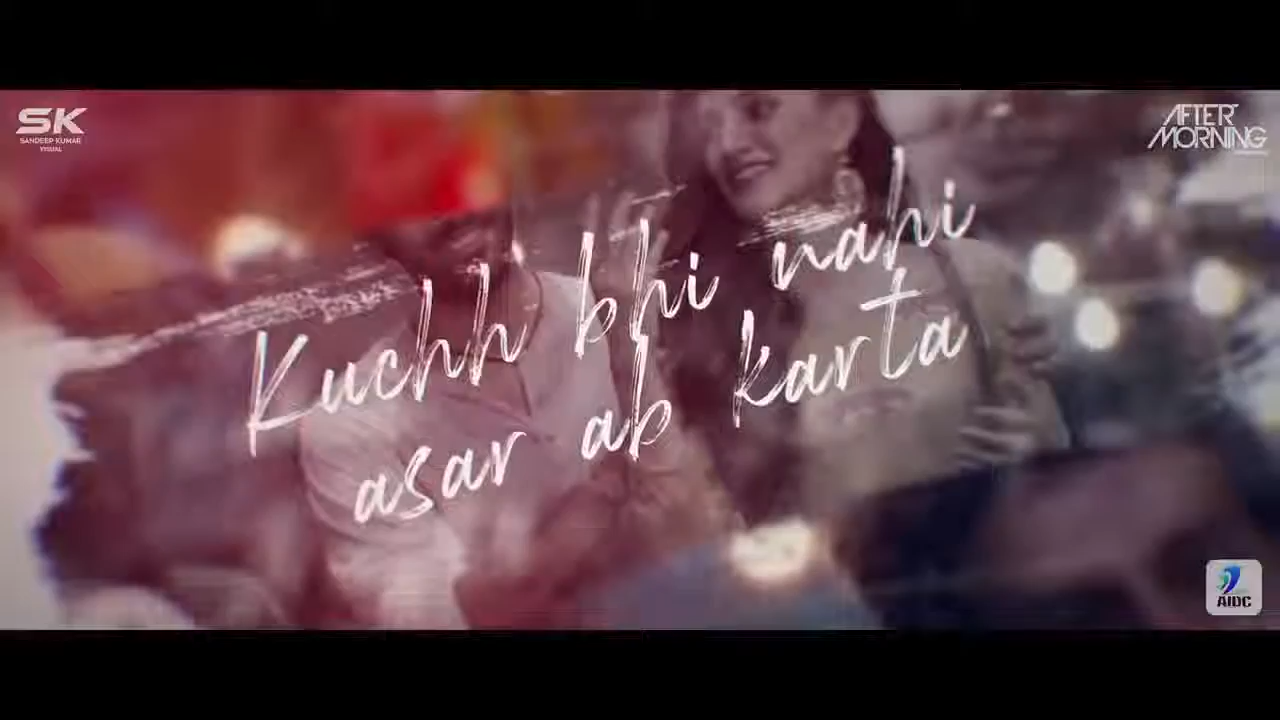 SK
SANDEEP KUMAR
VISUAL
AFTER
MORNING
Kuchh bhi nahi
asar ab karta
AIDC